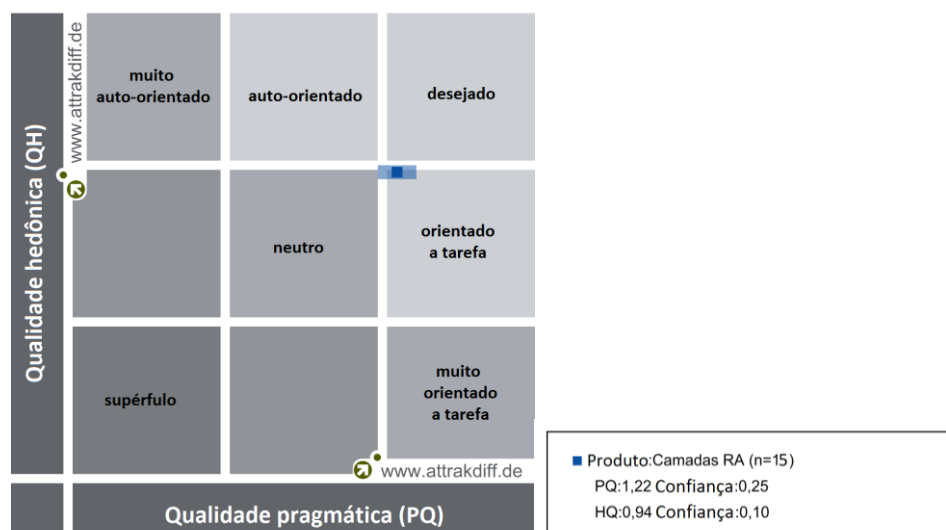 Qualidade hedônica (QH)
www.attrakdiff.de
muito
auto-orientado
auto-orientado
desejado
neutro
orientado
a tarefa
supérfulo
muito
orientado
a tarefa
www.attrakdiff.de
Qualidade pragmática (PQ)
Produto:Camadas RA (n=15)
PQ:1,22 Confiança:0,25
HQ:0,94 Confiança:0,10